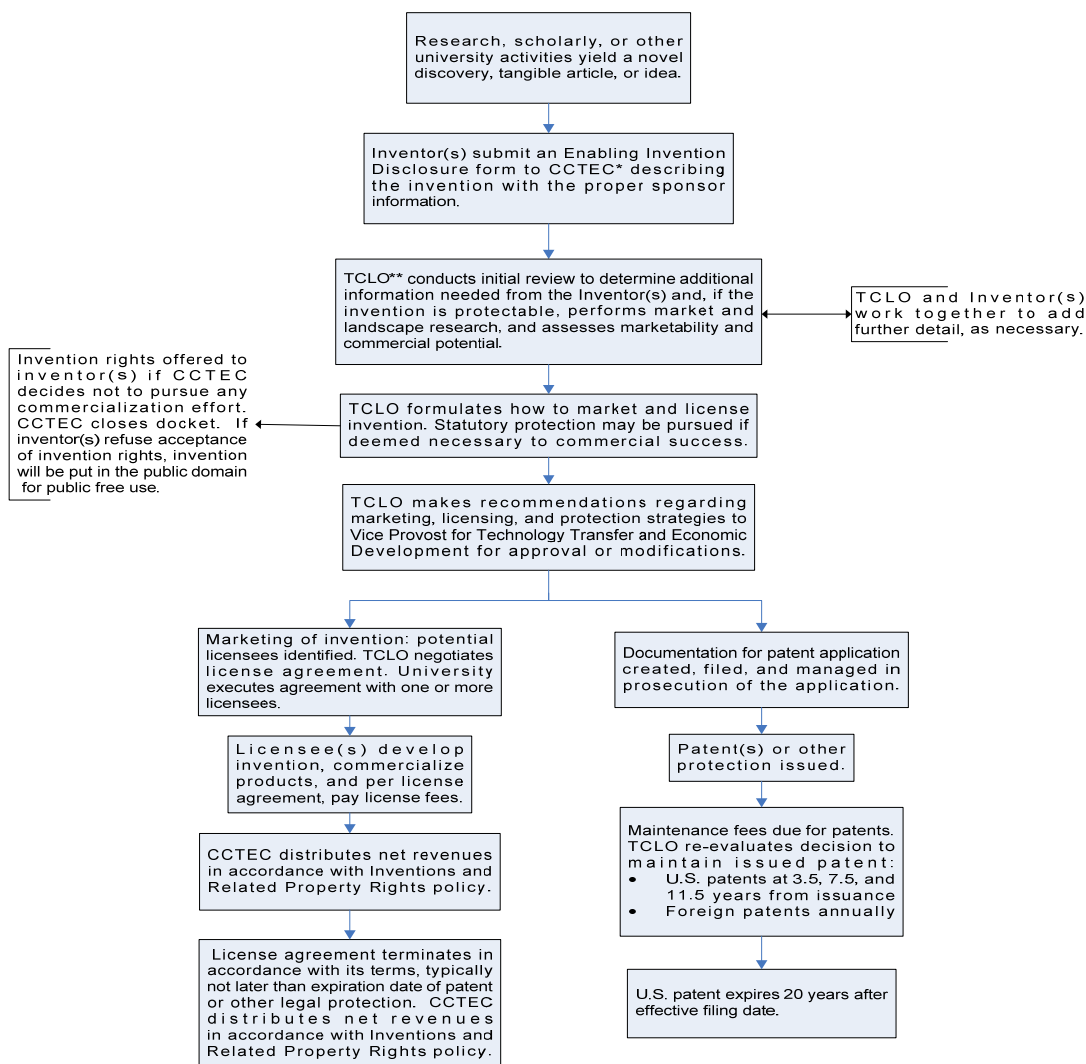 Research, scholarly, or other
university activities yield a novel
discovery, tangible article, or idea.
Inventor(s) submit an Enabling Invention
Disclosure form to CCTEC* describing
the invention with the proper sponsor
information.
TCLO** conducts initial review to determine additional
information needed from the Inventor(s) and, if the
invention is protectable, performs market and
landscape research, and assesses marketability and
commercial potential.
TCLO and Inventor(s)
work together to add
further detail, as necessary.
Invention rights offered to
inventor(s) if CCTEC
decides not to pursue any
commercialization effort.
CCTEC closes docket. If
inventor(s) refuse acceptance
of invention rights, invention
will be put in the public domain
for public free use.
TCLO formulates how to market and license
invention. Statutory protection may be pursued if
deemed necessary to commercial success.
TCLO makes recommendations regarding
marketing, licensing, and protection strategies to
Vice Provost for Technology Transfer and Economic
Development for approval or modifications.
Marketing of invention: potential
licensees identified. TCLO negotiates
license agreement. University
executes agreement with one or more
licensees.
Licensee(s) develop
invention, commercialize
products, and per license
agreement, pay license fees.
CCTEC distributes net revenues
in accordance with Inventions and
Related Property Rights policy.
License agreement terminates in
accordance with its terms, typically
not later than expiration date of patent
or other legal protection. CCTEC
distributes net revenues
in accordance with Inventions and
Related Property Rights policy.
Documentation for patent application
created, filed, and managed in
prosecution of the application.
Patent(s) or other
protection issued.
Maintenance fees due for patents.
TCLO re-evaluates decision to
maintain issued patent:
• U.S. patents at 3.5, 7.5, and
11.5 years from issuance
• Foreign patents annually
U.S. patent expires 20 years after
effective filing date.